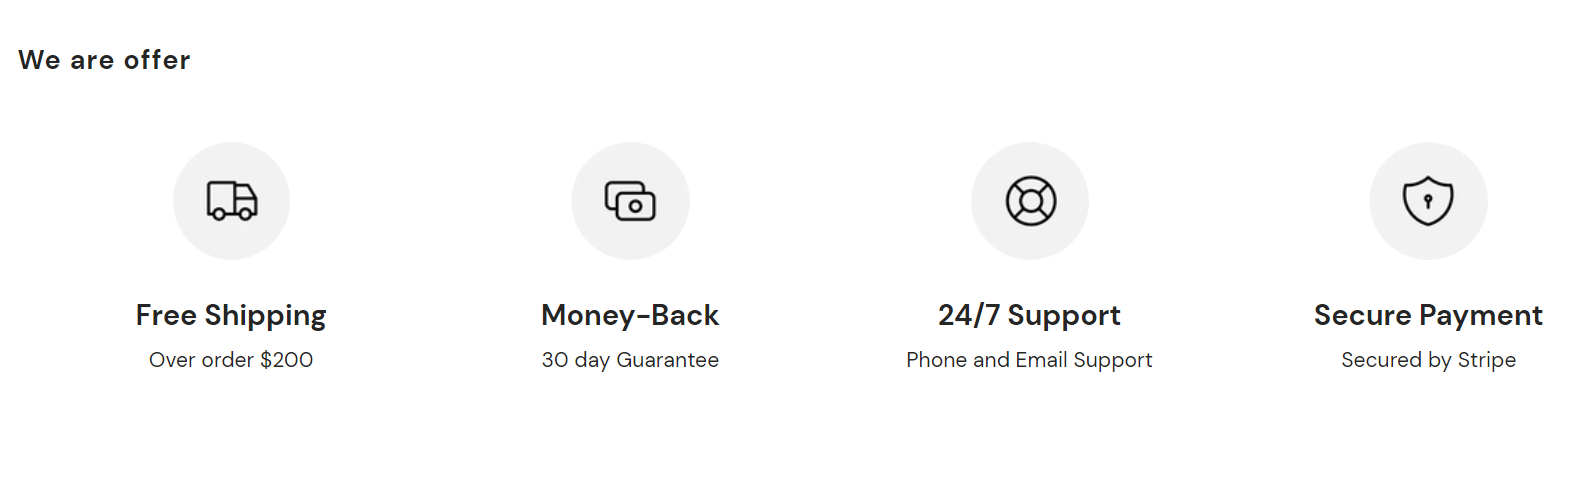 We are offer
Free Shipping
Over order $200
Money-Back
30 day Guarantee
24/7 Support
Phone and Email Support
Secure Payment
Secured by Stripe